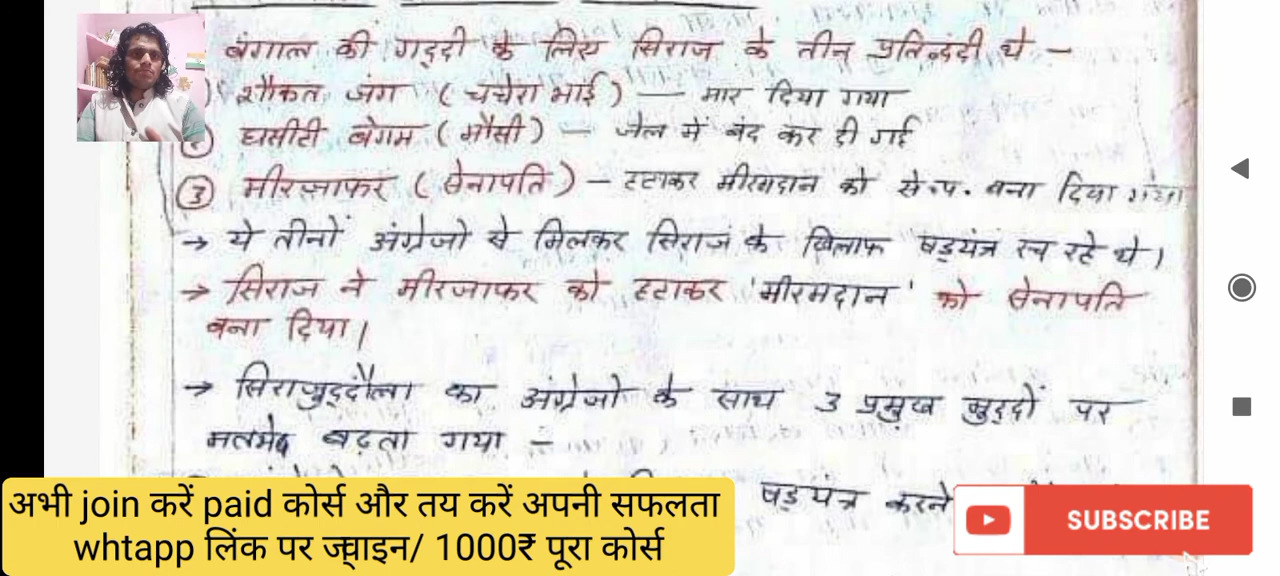 बंगाल की गद्दी के लिए सिराज के तीन प्रतिद्वंदी थे –
) शौकत जंग ( चचेरा भाई ) — मार दिया गया
घसीटी बेगम ( मौसी ) – जेल में बंद कर दी गई
③ मीरजाफर ( सेनापति ) – हटाकर मीरमदान को से.प. बना दिया गया
→ ये तीनों अंग्रेजो से मिलकर सिराज के खिलाफ षड्यंत्र रच रहे थे।
→ सिराज ने मीरजाफर को हटाकर 'मीरमदान' को सेनापति
बना दिया।
→ सिराजुद्दौला का अंग्रेजो के साथ 3 प्रमुख मुद्दों पर
मतभेद बढ़ता गया –
षड्यंत्र करने
अभी join करें paid कोर्स और तय करें अपनी सफलता
whtapp लिंक पर ज्वाइन/ 1000₹ पूरा कोर्स
SUBSCRIBE